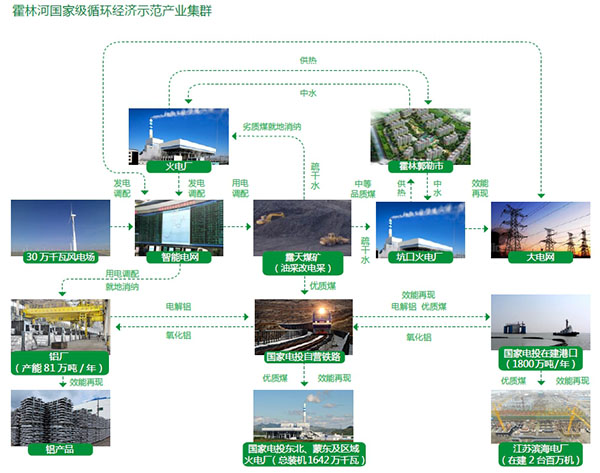 霍林河国家级循环经济示范产业集群
供热
中水
劣质煤就地消纳
火电厂
霍林郭勒市
疏干水
发电
调配
发电
调配
用电
调配
中等
品质煤
供热
中水
效能
再现
30万千瓦风电场
智能电网
露天煤矿
（油采改电采）
疏干水
坑口火电厂
大电网
用电调配
就地消纳
优质煤
电解铝
氧化铝
效能再现
电解铝 优质煤
氧化铝
铝厂
（产能81万吨/年）
国家电投自营铁路
国家电投在建港口
（1800万吨/年）
效能再现
优质煤
效能再现
优质煤
效能再现
铝产品
国家电投东北、蒙东及区域
火电厂（总装机1642万千瓦）
江苏滨海电厂
（在建2台百万机）